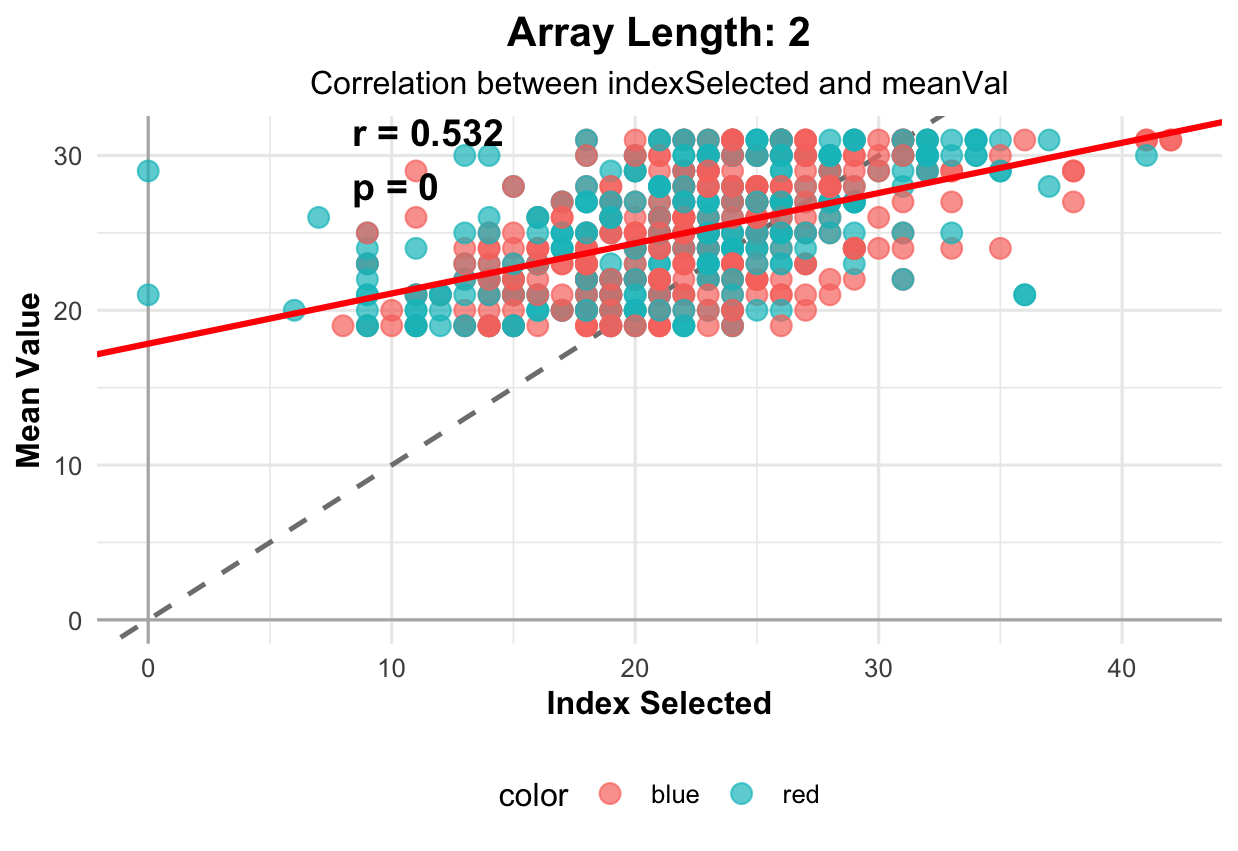 Array Length: 2
Correlation between indexSelected and meanVal
r = 0.532
p = 0
30
20
10
0
Mean Value
0 10 20 30 40
Index Selected
color blue red